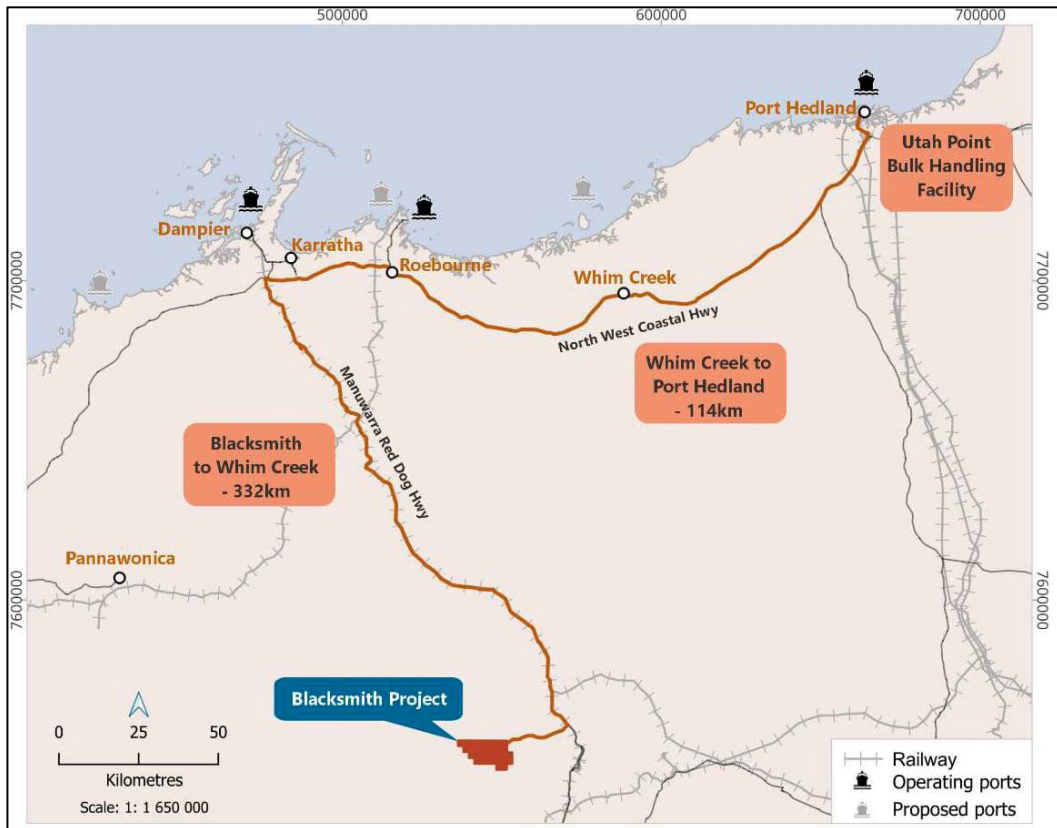 500000
600000
700000
Port Hedland
Utah Point
Bulk Handling
Facility
Dampier
Karratha
Roebourne
Whim Creek
7700000
7700000
North West Coastal Hwy
Whim Creek to
Port Hedland
- 114km
Manuwarra Red Dog Hwy
Blacksmith
to Whim Creek
- 332km
Pannawonica
7600000
7600000
Blacksmith Project
0
25
50
Kilometres
Scale: 1: 1 650 000
Railway
Operating ports
Proposed ports